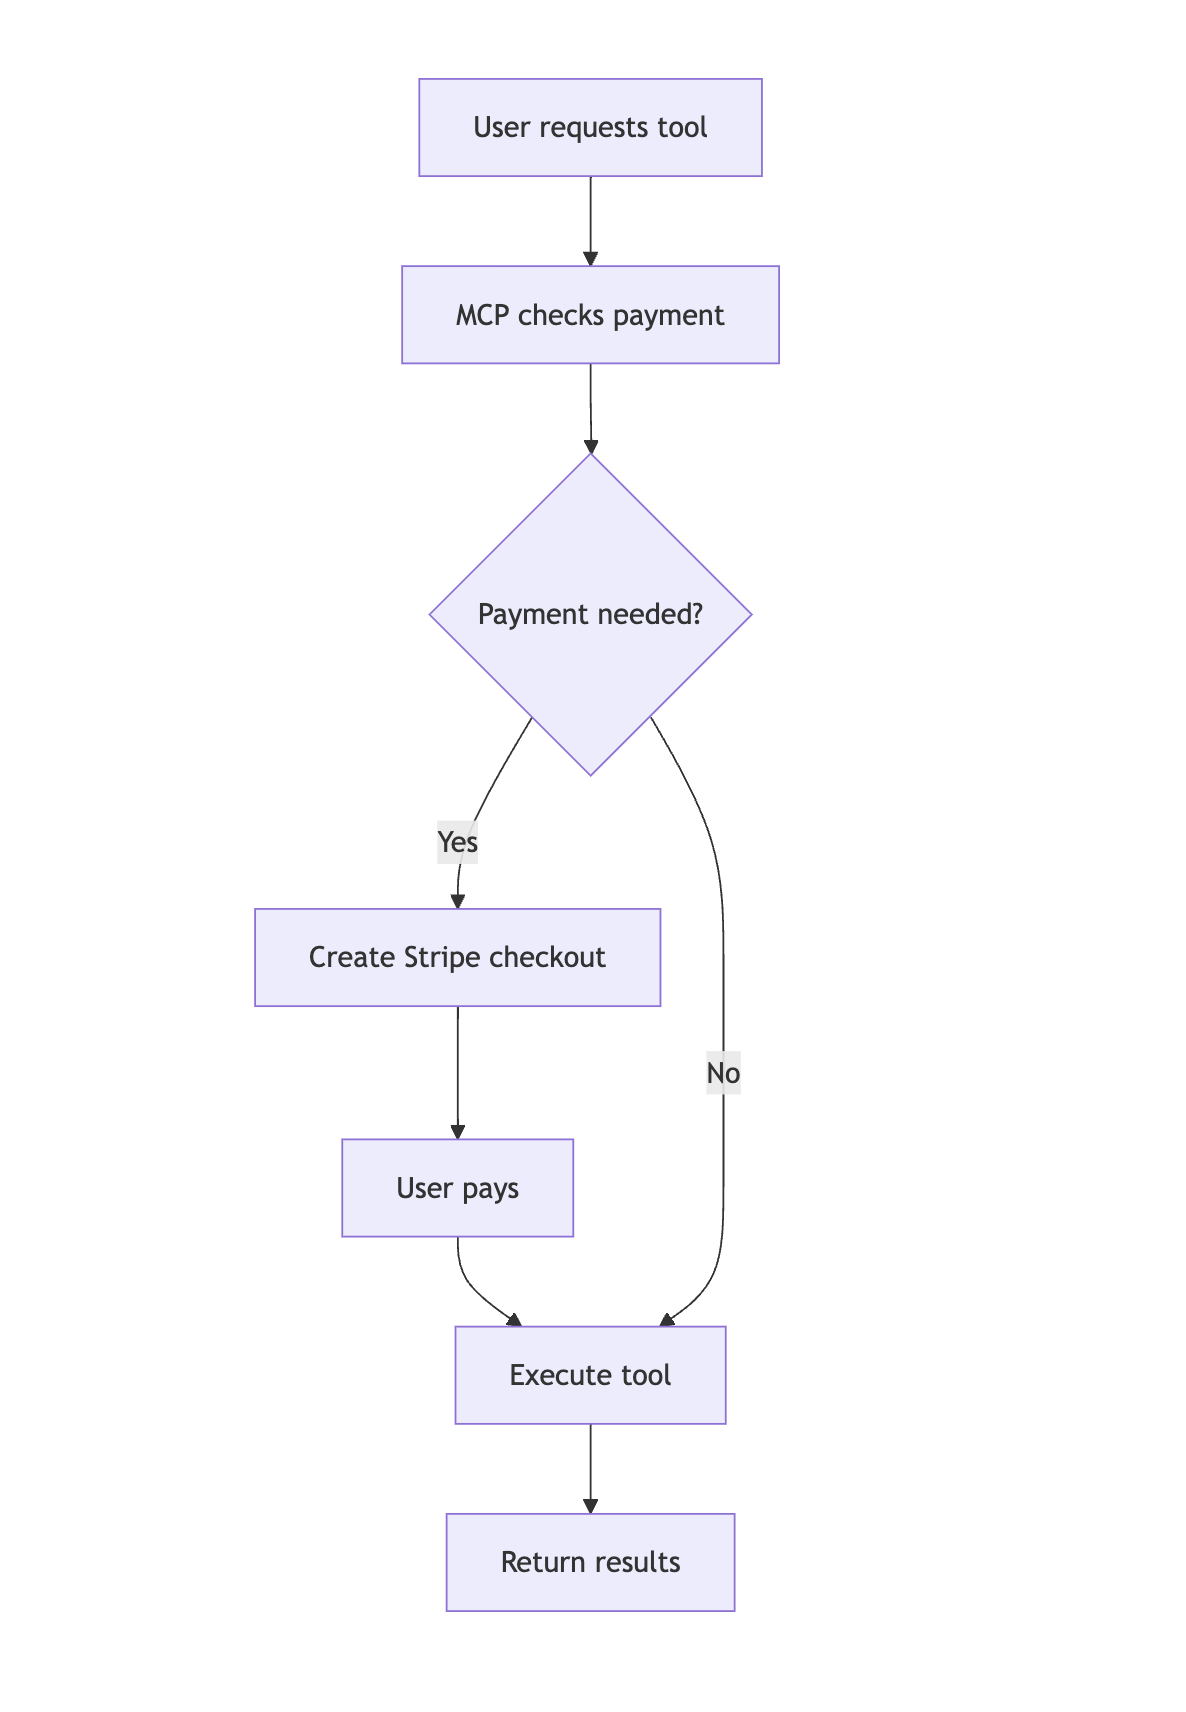 User requests tool
MCP checks payment
Payment needed?
Yes
Create Stripe checkout
No
User pays
Execute tool
Return results